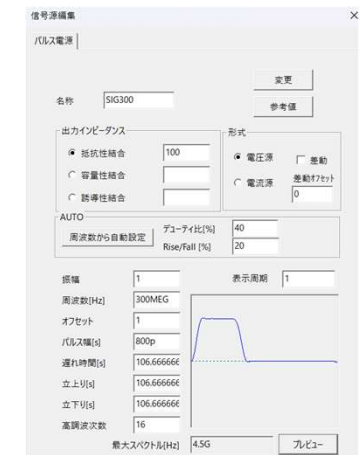 信号源編集
パルス電源
変更
名称 SIG300
参考値
出力インピーダンス
形式
抵抗性結合 100
電圧源 差動
容量性結合
電流源 差動オフセット
誘導性結合
0
AUTO
周波数から自動設定 デューティ比[%] 40
Rise/Fall [%] 20
振幅 1 表示周期 1
周波数[Hz] 300MEG
オフセット 1
パルス幅[s] 800p
遅れ時間[s] 106.666666
立上り[s] 106.666666
立下り[s] 106.666666
高調波次数 16
最大スペクトル[Hz] 4.5G プレビュー